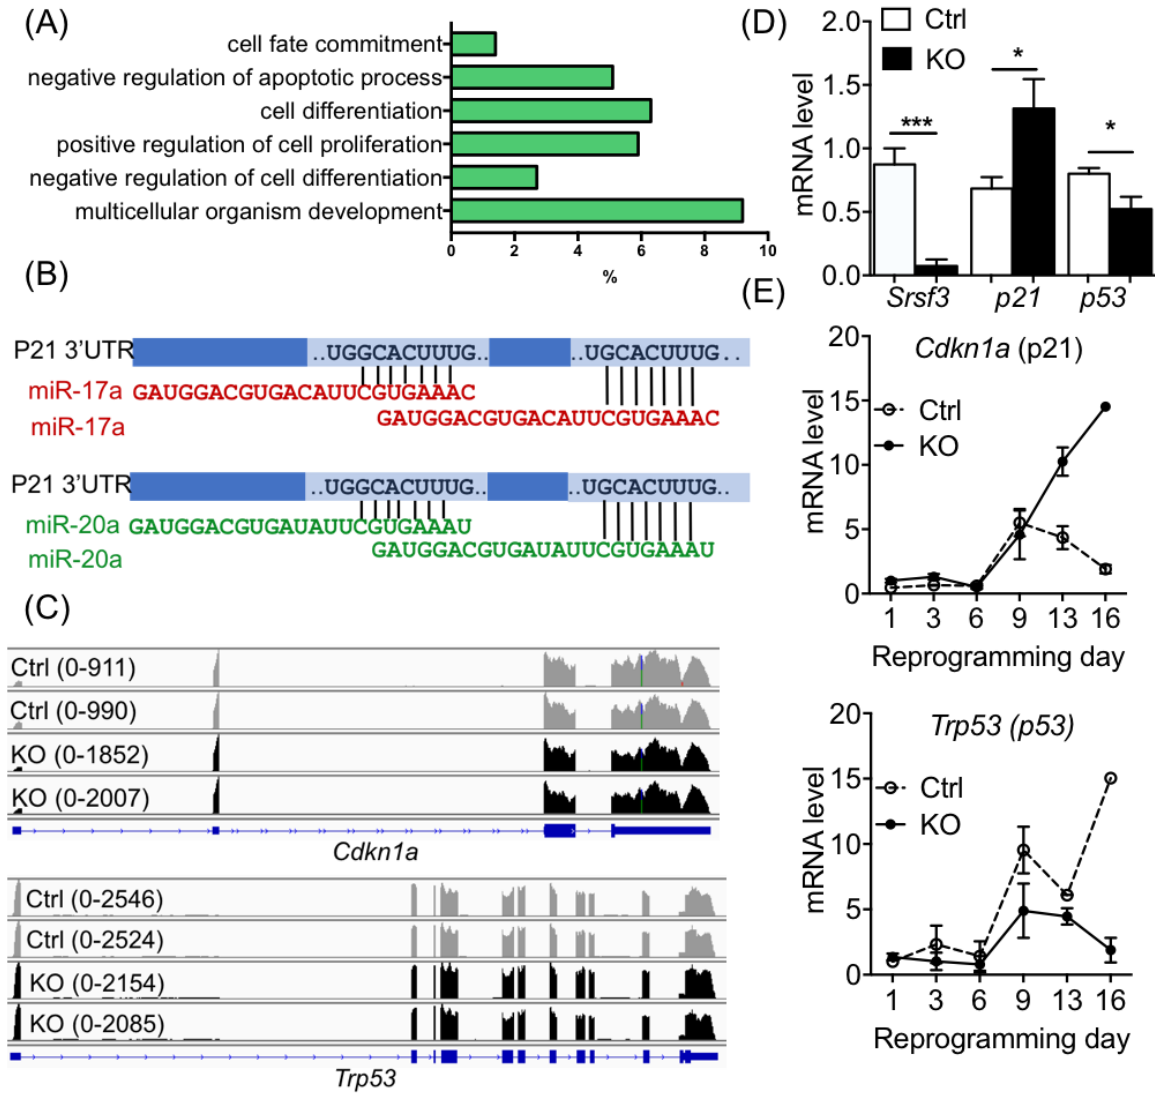 (A)
cell fate commitment
negative regulation of apoptotic process
cell differentiation
positive regulation of cell proliferation
negative regulation of cell differentiation
multicellular organism development
0 2 4 6 8 10
%
(B)
P21 3’UTR ..UGGCACUUUG.. ..UGCACUUUG..
miR-17a GAUGGACGUGACAUUCGUGAAAC
miR-17a GAUGGACGUGACAUUCGUGAAAC
P21 3’UTR ..UGGCACUUUG.. ..UGCACUUUG..
miR-20a GAUGGACGUGAUAUUCGUGAAAU
miR-20a GAUGGACGUGAUAUUCGUGAAAU
(C)
Ctrl (0-911)
Ctrl (0-990)
KO (0-1852)
KO (0-2007)
Cdkn1a
Ctrl (0-2546)
Ctrl (0-2524)
KO (0-2154)
KO (0-2085)
Trp53
(D)
Ctrl
KO
mRNA level
2.0
1.5
1.0
0.5
0.0
***
*
*
Srsf3 p21 p53
(E)
Cdkn1a (p21)
Ctrl
KO
mRNA level
20
15
10
5
0
1 3 6 9 13 16
Reprogramming day
Trp53 (p53)
Ctrl
KO
mRNA level
20
15
10
5
0
1 3 6 9 13 16
Reprogramming day